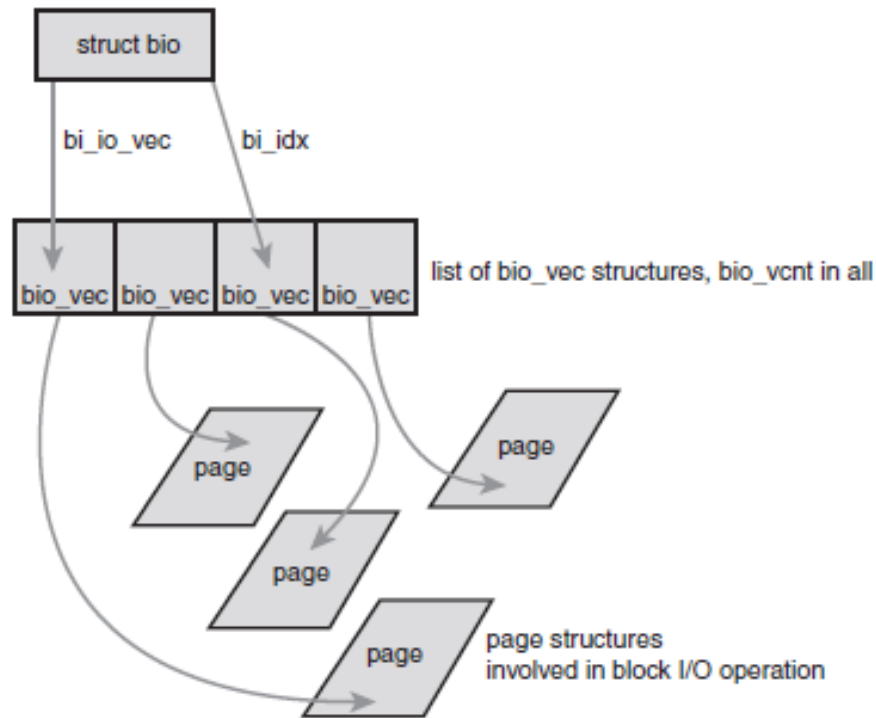 struct bio
bi_io_vec
bi_idx
bio_vec
bio_vec
bio_vec
bio_vec
list of bio_vec structures, bio_vcnt in all
page
page
page
page
page structures
involved in block I/O operation